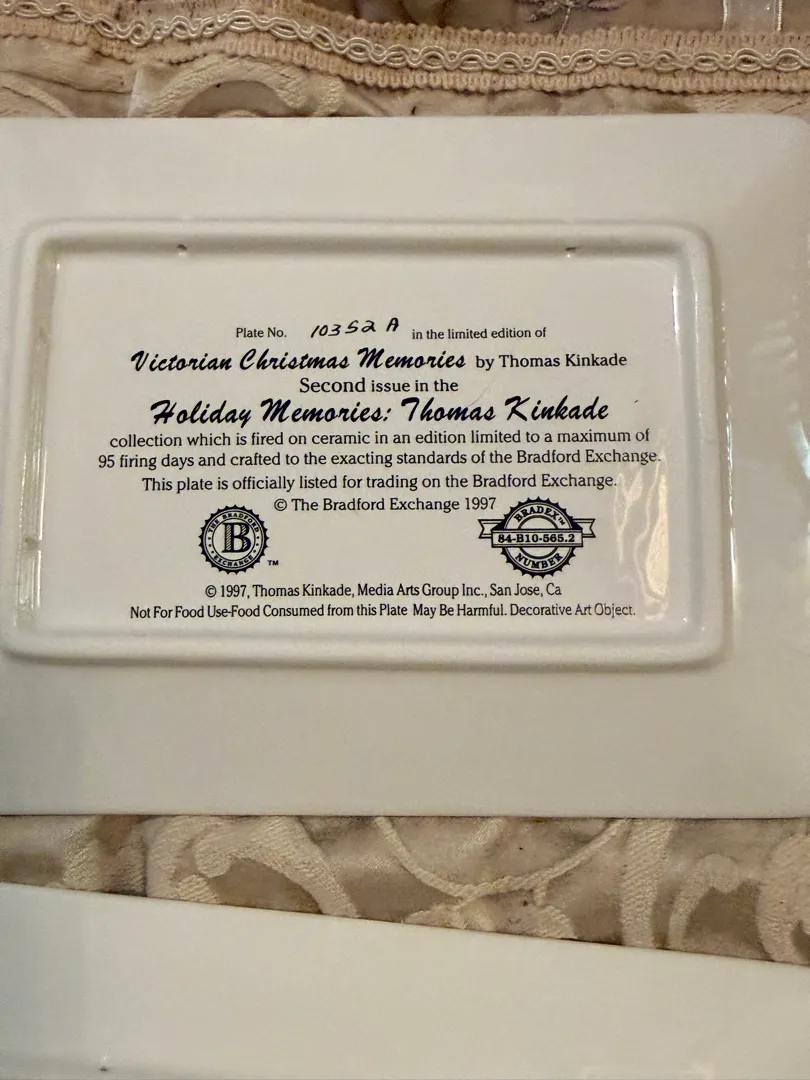 Plate No. 10352 A in the limited edition of
Victorian Christmas Memories by Thomas Kinkade
Second issue in the
Holiday Memories: Thomas Kinkade
collection which is fired on ceramic in an edition limited to a maximum of
95 firing days and crafted to the exacting standards of the Bradford Exchange.
This plate is officially listed for trading on the Bradford Exchange.
© The Bradford Exchange 1997
THE BRADFORD
B
EXCHANGE
™
BRADEX™
84-B10-565.2
NUMBER
© 1997, Thomas Kinkade, Media Arts Group Inc., San Jose, Ca
Not For Food Use-Food Consumed from this Plate May Be Harmful. Decorative Art Object.